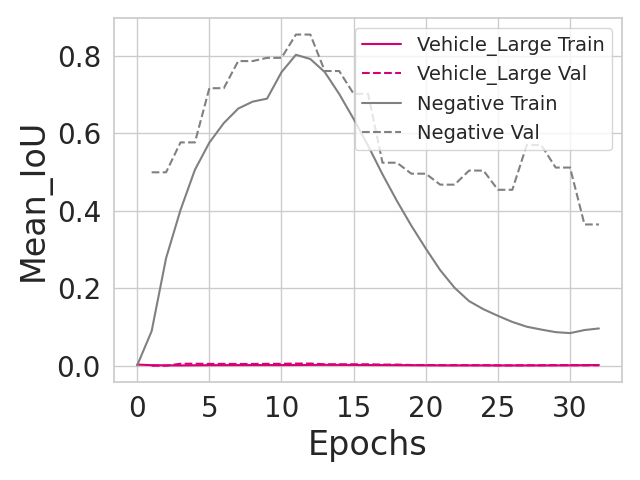 Vehicle_Large Train
Vehicle_Large Val
Negative Train
Negative Val
Mean_IoU
0.8
0.6
0.4
0.2
0.0
0 5 10 15 20 25 30
Epochs